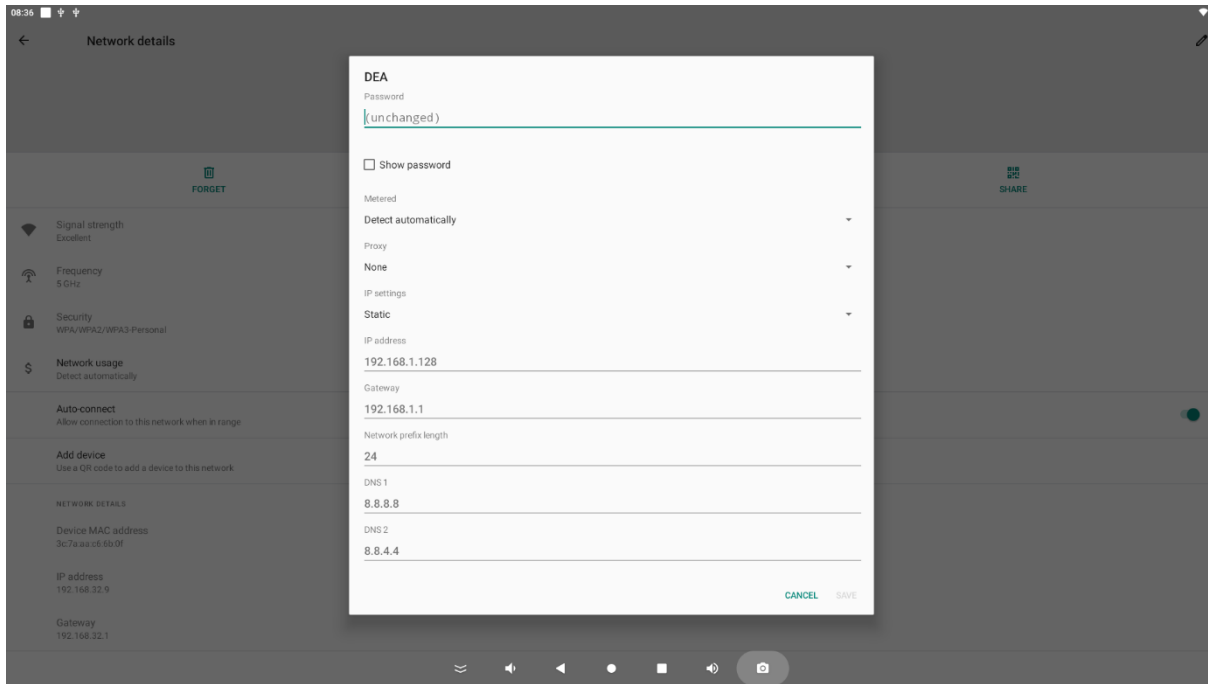 08:36
Network details
DEA
Password
(unchanged)
Show password
FORGET
SHARE
Metered
Detect automatically
Proxy
None
IP settings
Static
IP address
192.168.1.128
Gateway
192.168.1.1
Network prefix length
24
DNS 1
8.8.8.8
DNS 2
8.8.4.4
CANCEL SAVE
Signal strength
Excellent
Frequency
5 GHz
Security
WPA/WPA2/WPA3-Personal
Network usage
Detect automatically
Auto-connect
Allow connection to this network when in range
Add device
Use a QR code to add a device to this network
NETWORK DETAILS
Device MAC address
3c:7a:aa:c6:6b:0f
IP address
192.168.32.9
Gateway
192.168.32.1